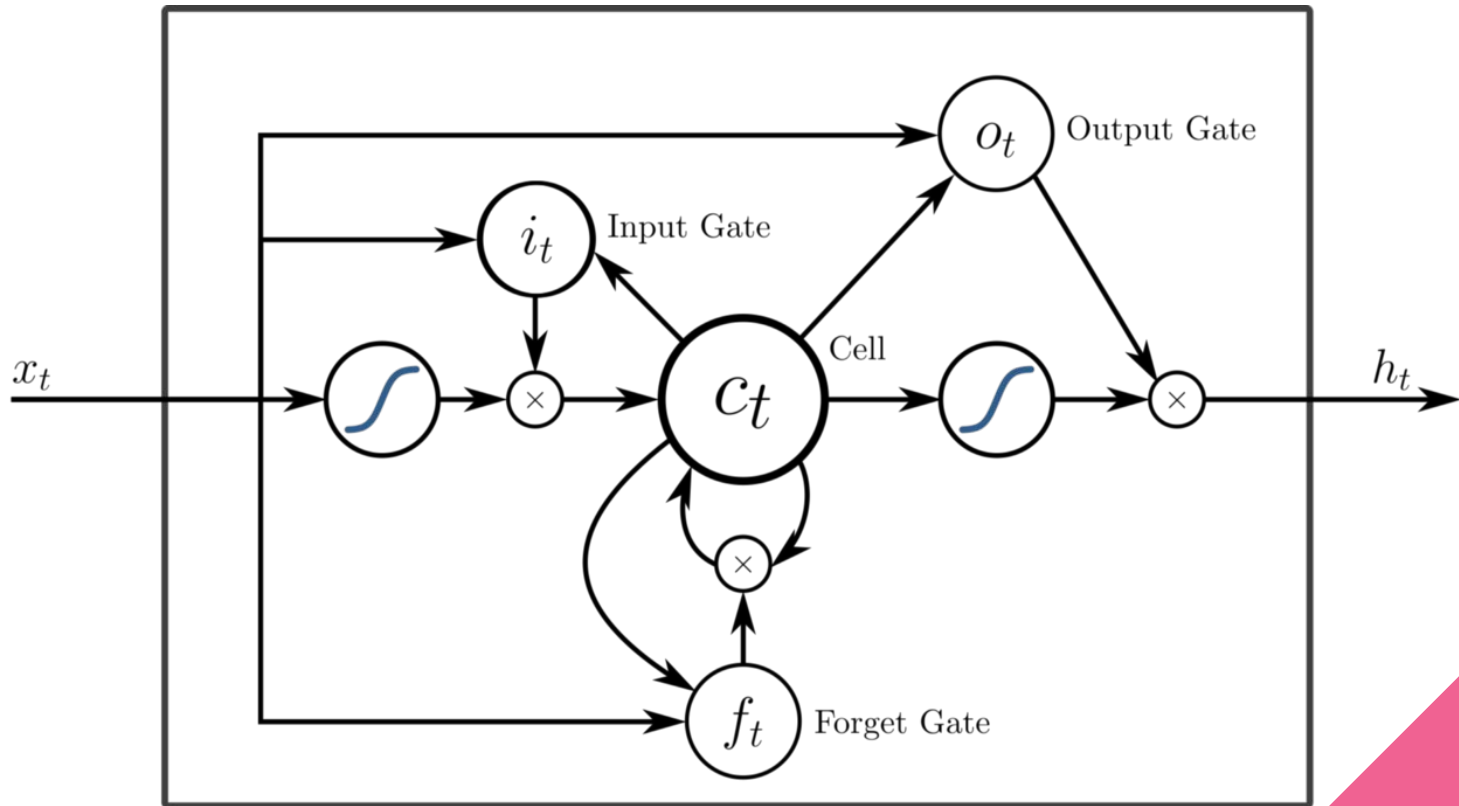 o_t Output Gate
i_t Input Gate
Cell
x_t
c_t
h_t
×
×
×
f_t Forget Gate